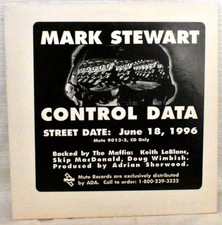 MARK STEWART
CONTROL DATA
STREET DATE: June 18, 1996
Mute 9013-2, CD Only
Backed by The Maffia: Keith LeBlanc,
Skip MacDonald, Doug Wimbish,
Produced by Adrian Sherwood.
Mute Records are exclusively distributed
by ADA. Call to order: 1-800-239-3232